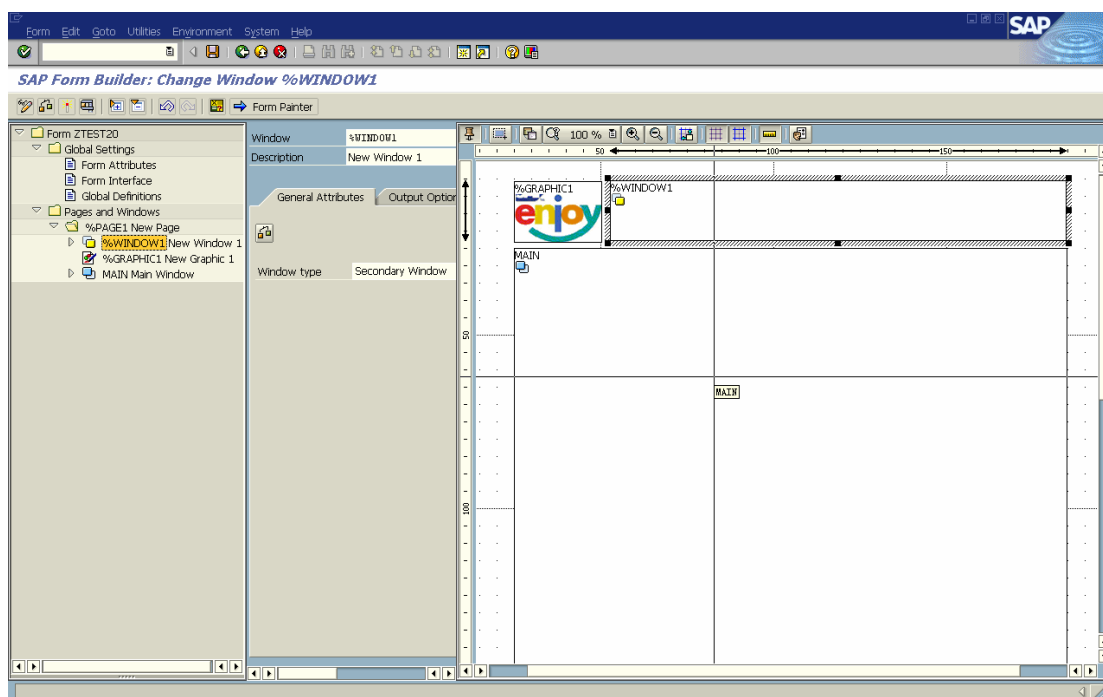 Form Edit Goto Utilities Environment System Help
SAP
SAP Form Builder: Change Window %WINDOW1
Form Painter
Form ZTEST20
Global Settings
Form Attributes
Form Interface
Global Definitions
Pages and Windows
%PAGE1 New Page
%WINDOW1 New Window 1
%GRAPHIC1 New Graphic 1
MAIN Main Window
Window %WINDOW1
Description New Window 1
General Attributes Output Option
Window type Secondary Window
100 %
50 100 150
%GRAPHIC1
enjoy
%WINDOW1
MAIN
50
MAIN
100